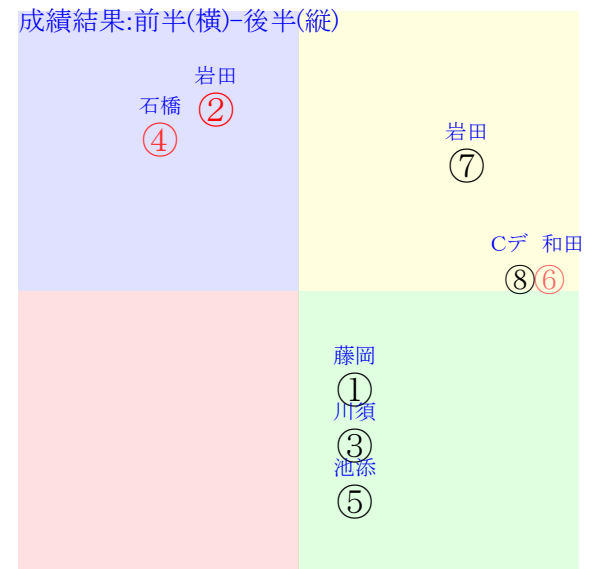 成績結果:前半(横)-後半(縦)
岩田
②
石橋
④
岩田
⑦
Cデ 和田
⑧⑥
藤岡
①
川須
③
池添
⑤